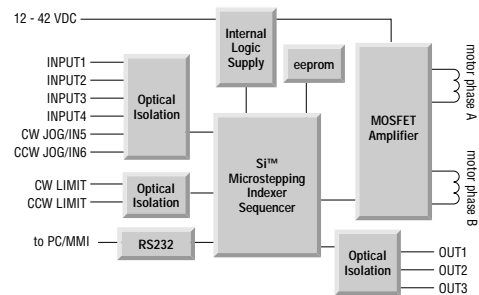 12 - 42 VDC
Internal
Logic
Supply
eeprom
MOSFET
Amplifier
motor phase A
motor phase B
INPUT1
INPUT2
INPUT3
INPUT4
CW JOG/IN5
CCW JOG/IN6
Optical
Isolation
Si™
Microstepping
Indexer
Sequencer
CW LIMIT
CCW LIMIT
Optical
Isolation
to PC/MMI
RS232
Optical
Isolation
OUT1
OUT2
OUT3